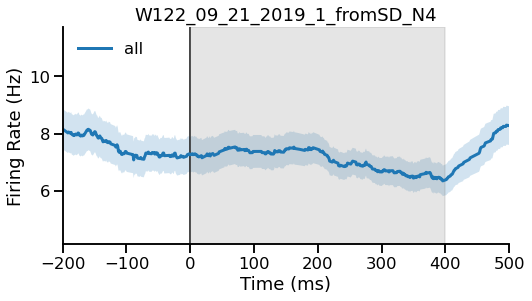 W122_09_21_2019_1_fromSD_N4
all
Firing Rate (Hz)
10
8
6
−200 −100 0 100 200 300 400 500
Time (ms)